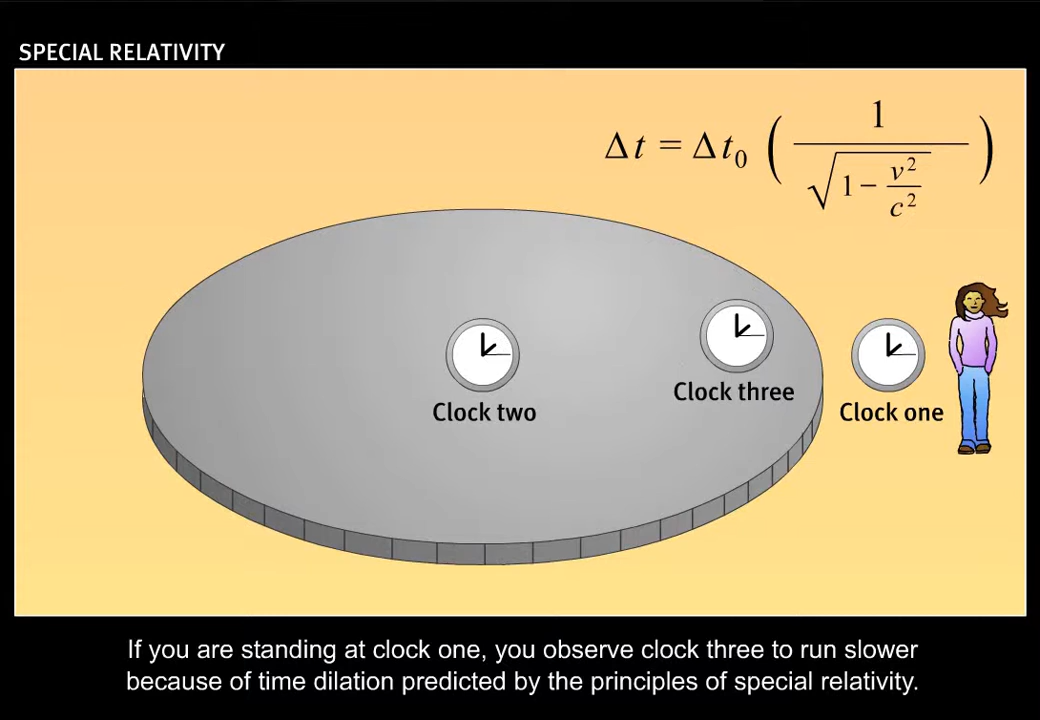 SPECIAL RELATIVITY
Δt = Δt₀ ( 1 / √(1 − v²/c²) )
Clock two
Clock three
Clock one
If you are standing at clock one, you observe clock three to run slower
because of time dilation predicted by the principles of special relativity.